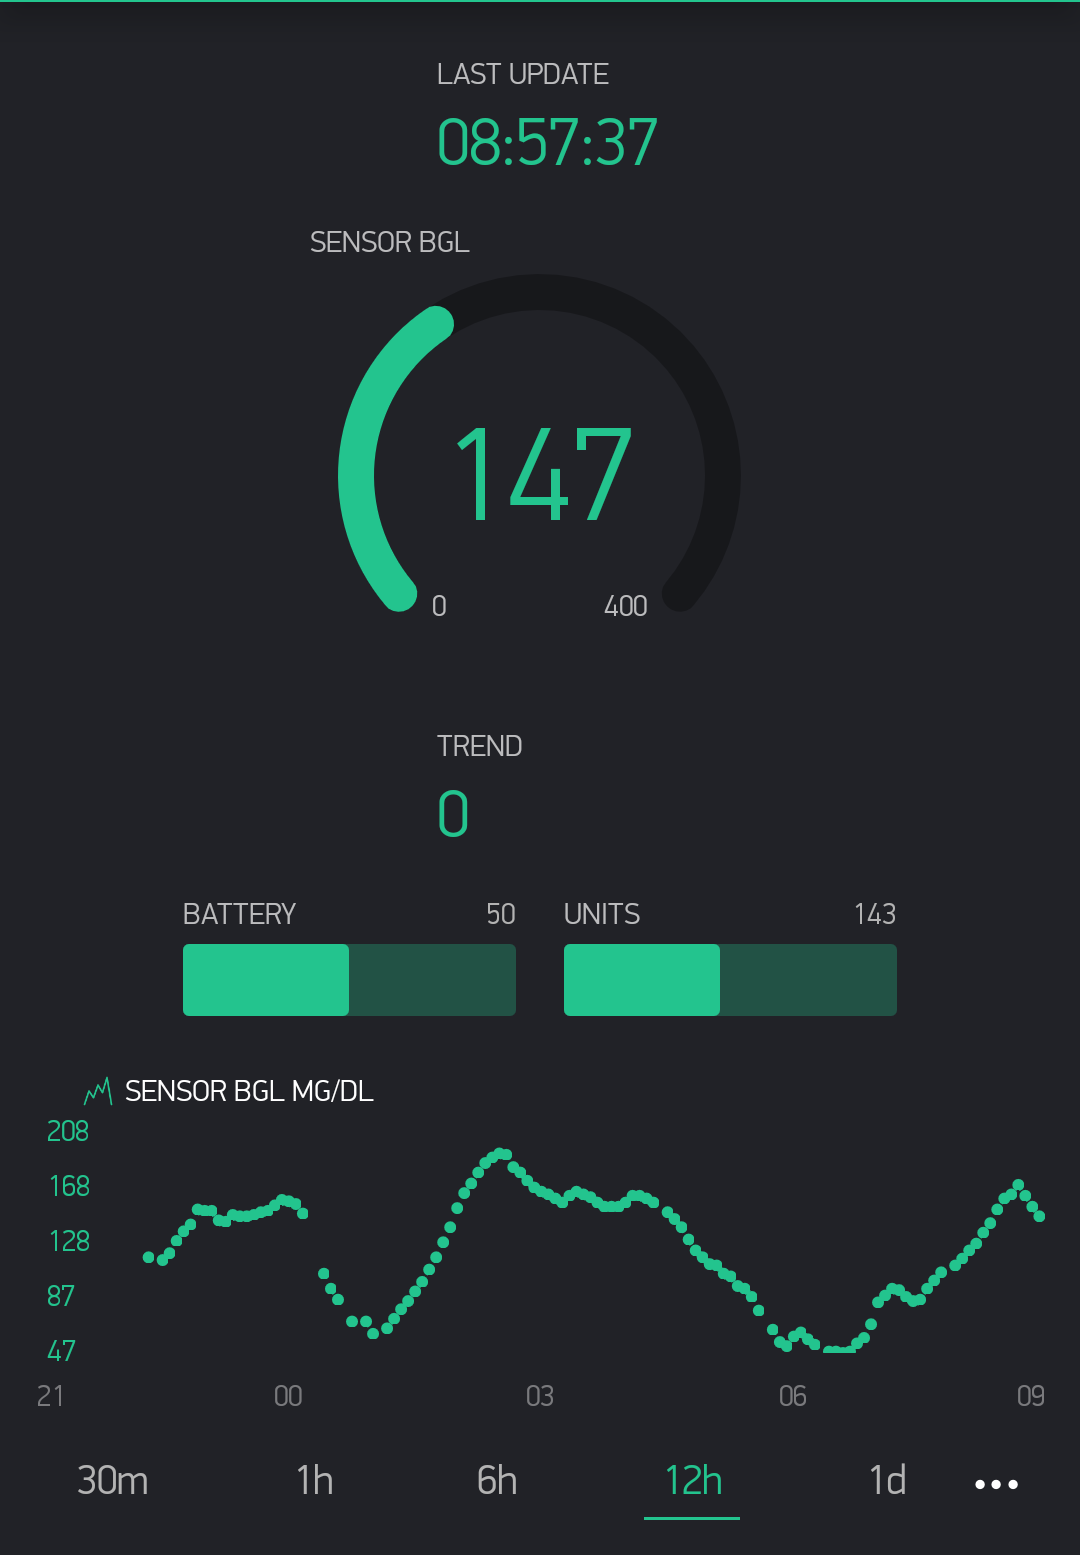 LAST UPDATE
08:57:37
SENSOR BGL
147
0 400
TREND
0
BATTERY 50 UNITS 143
SENSOR BGL MG/DL
208
168
128
87
47
21 00 03 06 09
30m 1h 6h 12h 1d